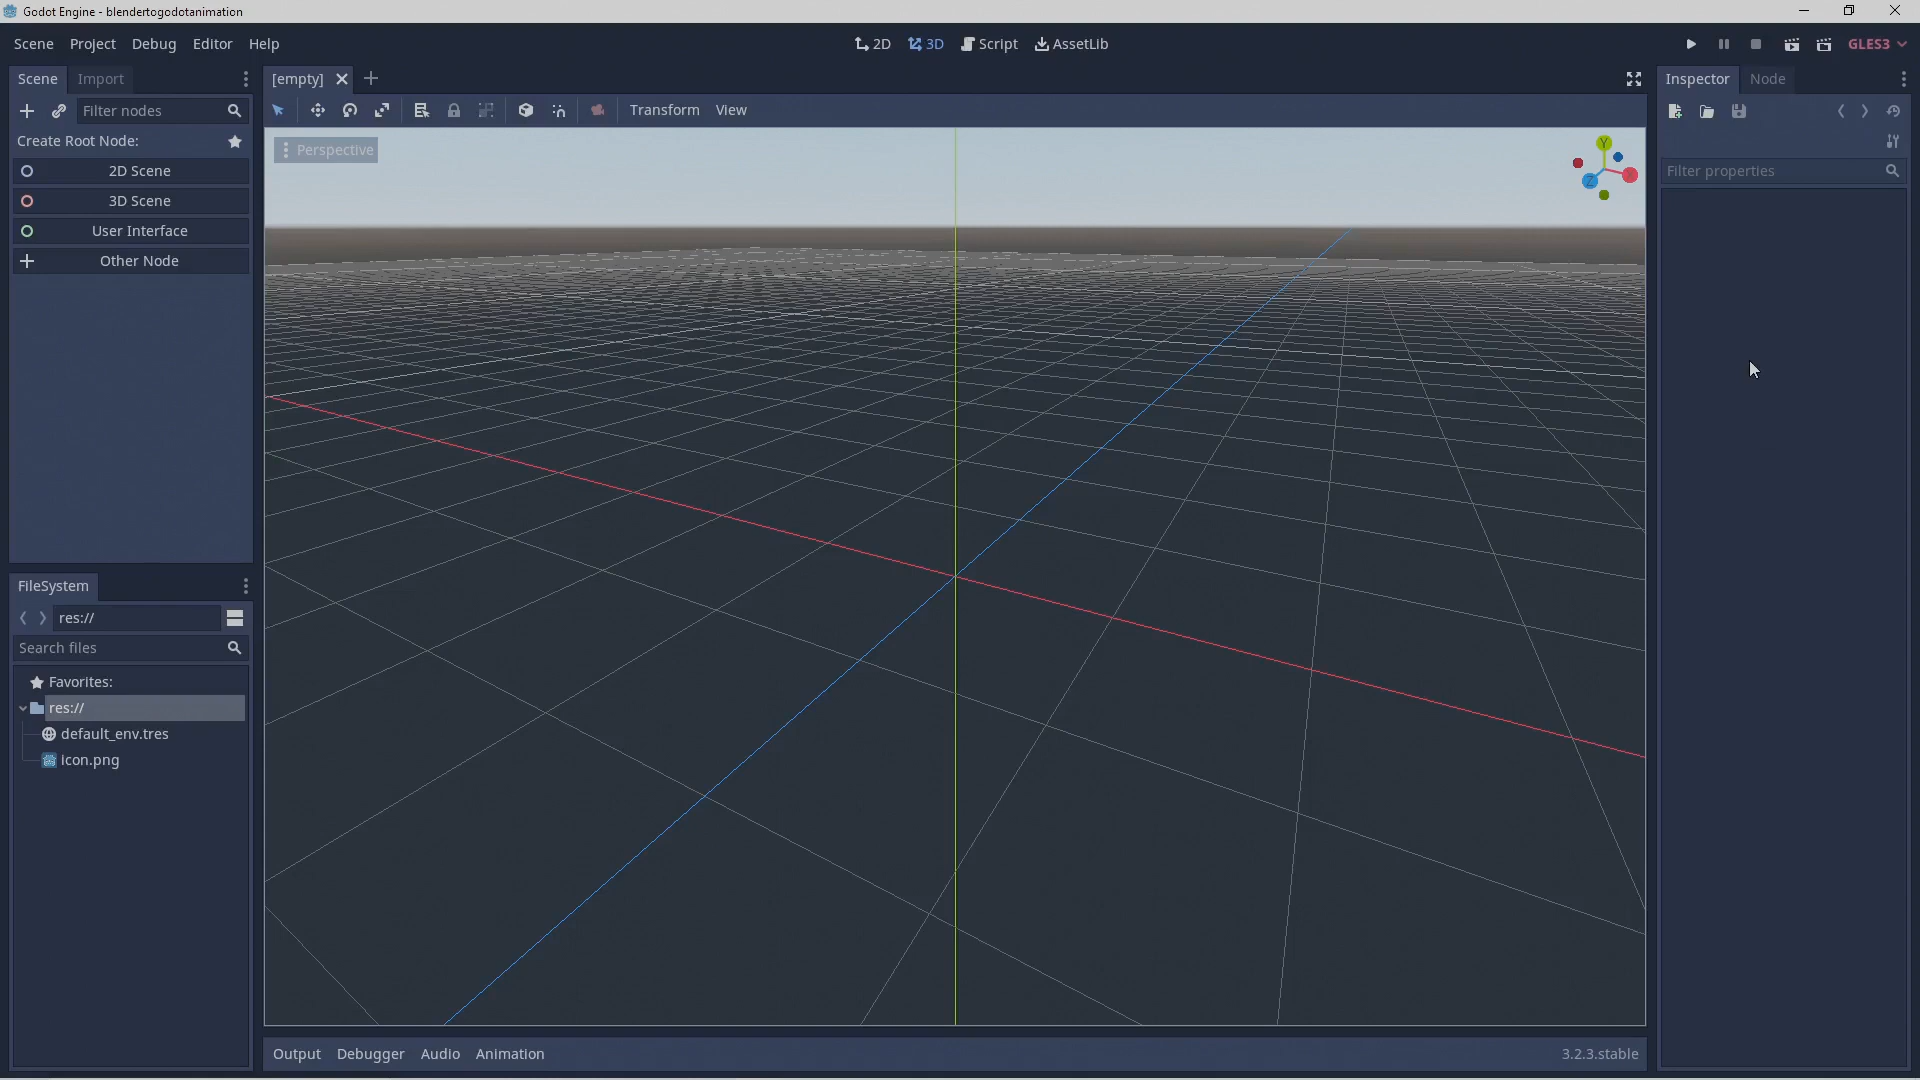 Godot Engine - blendertogodotanimation
Scene Project Debug Editor Help
2D 3D Script AssetLib
GLES3
Scene Import
[empty]
Inspector Node
Filter nodes
Transform View
Create Root Node:
Perspective
Y
X
Z
2D Scene
Filter properties
3D Scene
User Interface
Other Node
FileSystem
res://
Search files
Favorites:
res://
default_env.tres
icon.png
Output Debugger Audio Animation
3.2.3.stable